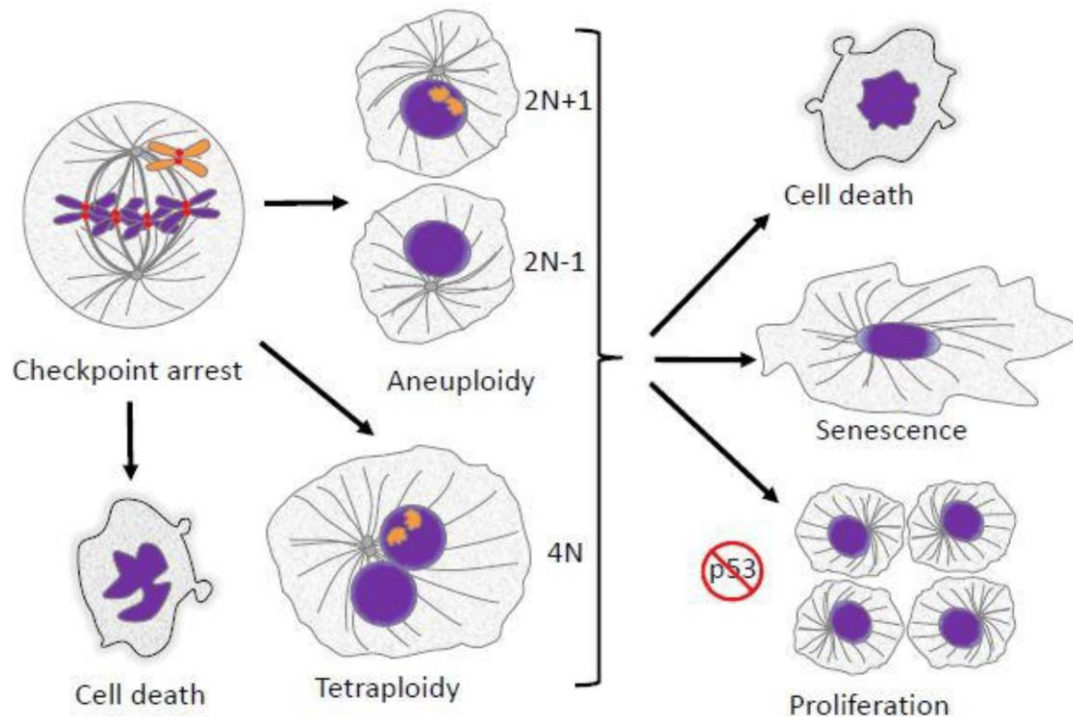 2N+1
2N-1
Checkpoint arrest
Aneuploidy
Cell death
Tetraploidy
4N
Cell death
Senescence
p53
Proliferation